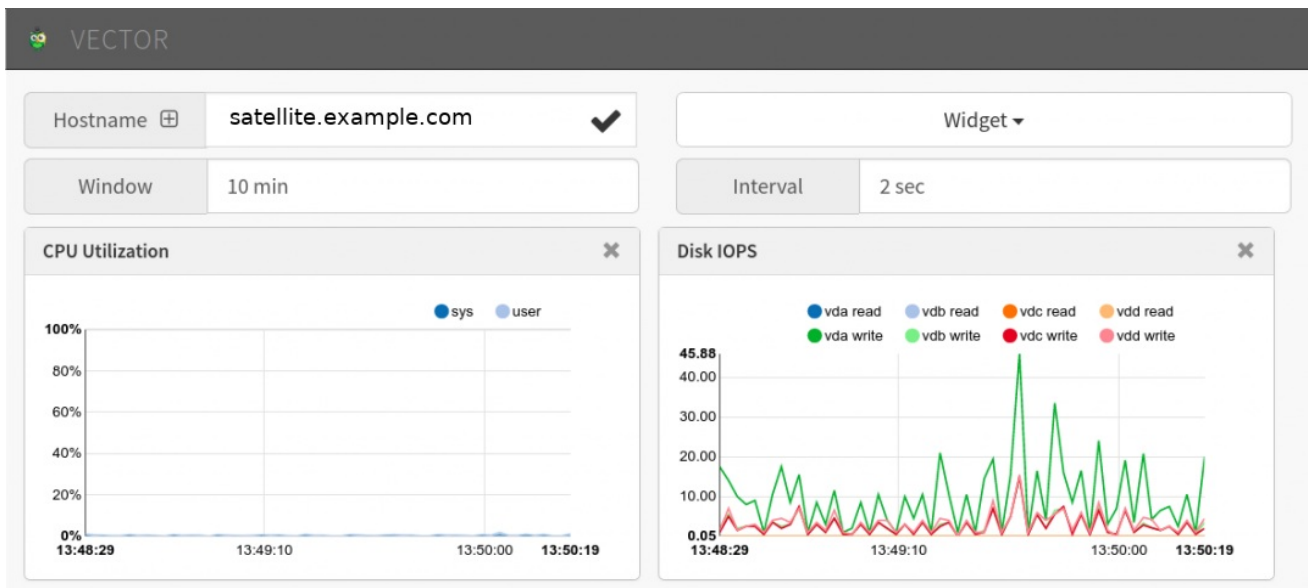 VECTOR
Hostname satellite.example.com
Widget
Window 10 min
Interval 2 sec
CPU Utilization
sys user
100%
80%
60%
40%
20%
0%
13:48:29 13:49:10 13:50:00 13:50:19
Disk IOPS
vda read vdb read vdc read vdd read
vda write vdb write vdc write vdd write
45.88
40.00
30.00
20.00
10.00
0.05
13:48:29 13:49:10 13:50:00 13:50:19